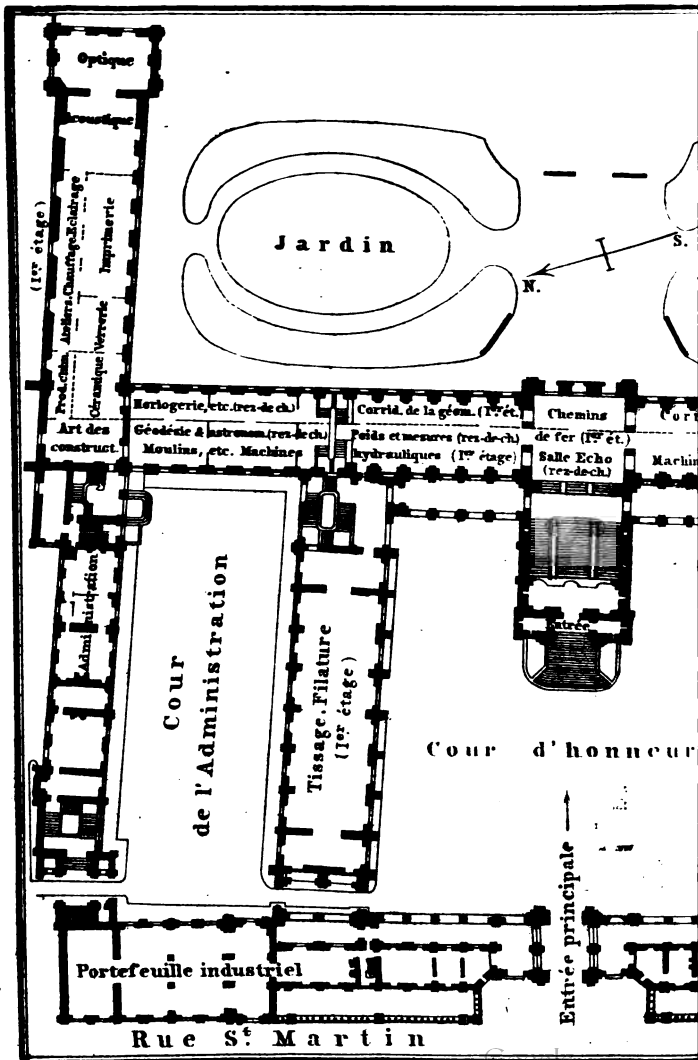 Optique
Acoustique
(1er étage)
Prod. chim. Ateliers. Chauffage. Eclairage
Imprimerie
Céramique Verrerie
Jardin
S.
N.
Art des
construct.
Horlogerie, etc. (rez-de ch.)
Géodésie & astronom. (rez-de ch.)
Moulins, etc. Machines
Corrid. de la géom. (1er ét.)
Poids et mesures (rez-de-ch.)
hydrauliques (1er étage)
Chemins
de fer (1er ét.)
Salle Echo
(rez-de-ch.)
Corr
Machin
Administration
Cour
de l'Administration
Tissage. Filature
(1er étage)
Entrée
Cour d'honneur
Entrée principale
Portefeuille industriel
Rue St. Martin